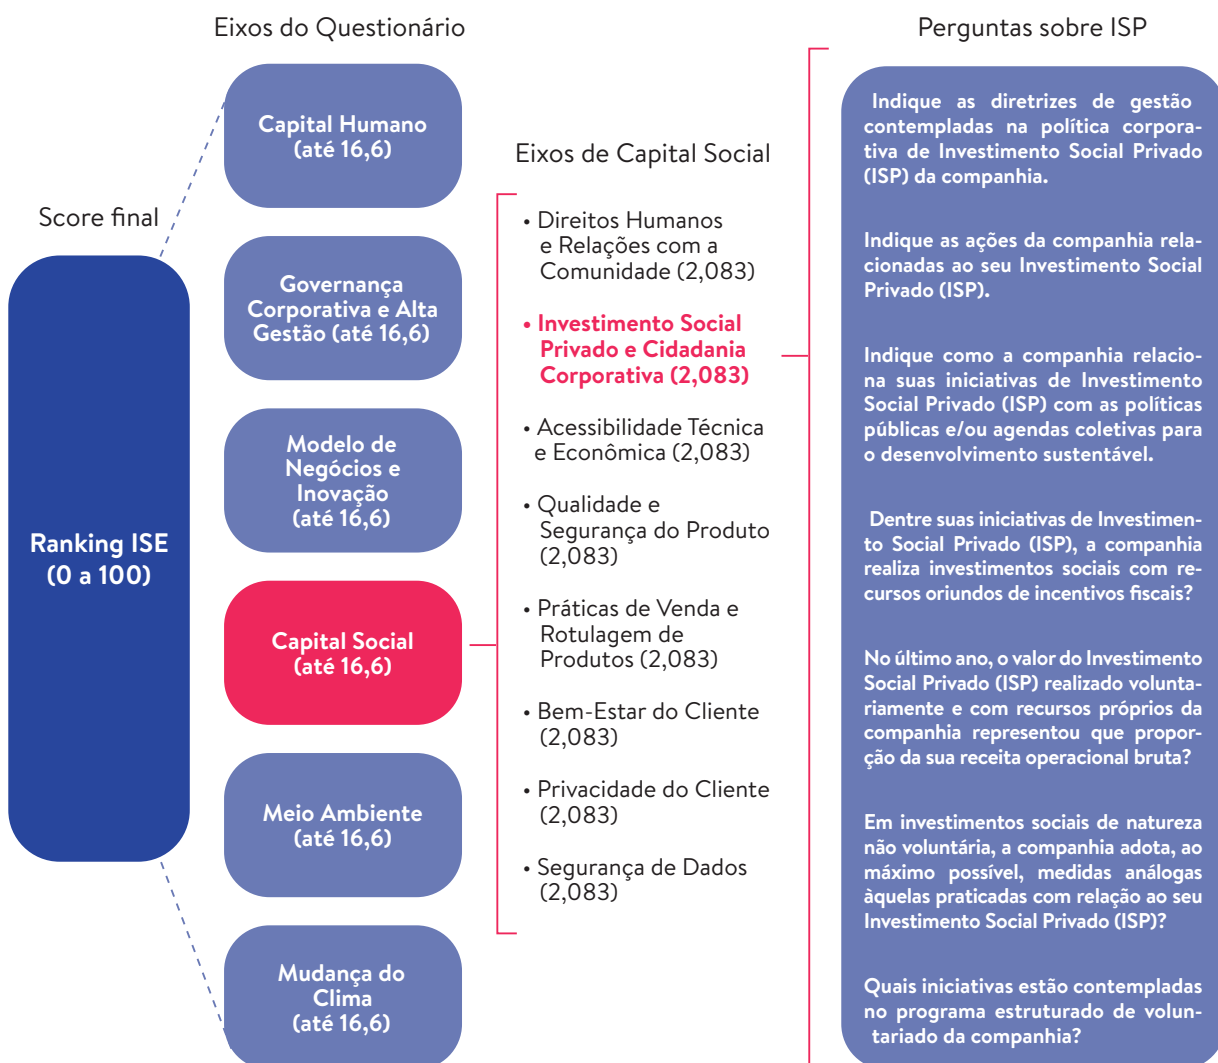 Score final
Ranking ISE
(0 a 100)
Eixos do Questionário
Capital Humano
(até 16,6)
Governança
Corporativa e Alta
Gestão (até 16,6)
Modelo de
Negócios e
Inovação
(até 16,6)
Capital Social
(até 16,6)
Meio Ambiente
(até 16,6)
Mudança do
Clima
(até 16,6)
Eixos de Capital Social
• Direitos Humanos
e Relações com a
Comunidade (2,083)
• Investimento Social
Privado e Cidadania
Corporativa (2,083)
• Acessibilidade Técnica
e Econômica (2,083)
• Qualidade e
Segurança do Produto
(2,083)
• Práticas de Venda e
Rotulagem de
Produtos (2,083)
• Bem-Estar do Cliente
(2,083)
• Privacidade do Cliente
(2,083)
• Segurança de Dados
(2,083)
Perguntas sobre ISP
Indique as diretrizes de gestão
contempladas na política corpora-
tiva de Investimento Social Privado
(ISP) da companhia.
Indique as ações da companhia rela-
cionadas ao seu Investimento Social
Privado (ISP).
Indique como a companhia relacio-
na suas iniciativas de Investimento
Social Privado (ISP) com as políticas
públicas e/ou agendas coletivas para
o desenvolvimento sustentável.
Dentre suas iniciativas de Investimen-
to Social Privado (ISP), a companhia
realiza investimentos sociais com re-
cursos oriundos de incentivos fiscais?
No último ano, o valor do Investimento
Social Privado (ISP) realizado volunta-
riamente e com recursos próprios da
companhia representou que propor-
ção da sua receita operacional bruta?
Em investimentos sociais de natureza
não voluntária, a companhia adota, ao
máximo possível, medidas análogas
àquelas praticadas com relação ao seu
Investimento Social Privado (ISP)?
Quais iniciativas estão contempladas
no programa estruturado de volun-
tariado da companhia?